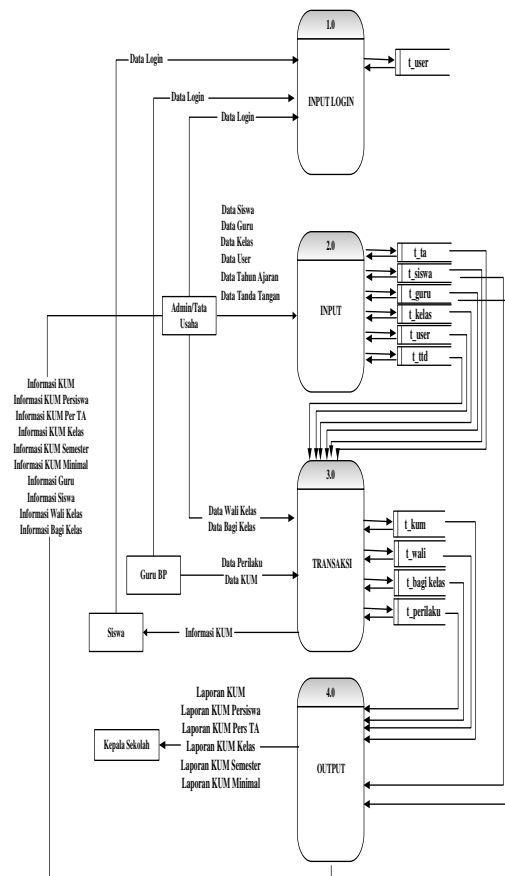 1.0
INPUT LOGIN
t_user
Data Login
Data Login
Data Login
Data Siswa
Data Guru
Data Kelas
Data User
Data Tahun Ajaran
Data Tanda Tangan
Admin/Tata
Usaha
2.0
INPUT
t_ta
t_siswa
t_guru
t_kelas
t_user
t_ttd
Informasi KUM
Informasi KUM Persiswa
Informasi KUM Per TA
Informasi KUM Kelas
Informasi KUM Semester
Informasi KUM Minimal
Informasi Guru
Informasi Siswa
Informasi Wali Kelas
Informasi Bagi Kelas
3.0
TRANSAKSI
Data Wali Kelas
Data Bagi Kelas
Guru BP
Data Perilaku
Data KUM
Siswa
Informasi KUM
t_kum
t_wali
t_bagi kelas
t_perilaku
4.0
OUTPUT
Kepala Sekolah
Laporan KUM
Laporan KUM Persiswa
Laporan KUM Pers TA
Laporan KUM Kelas
Laporan KUM Semester
Laporan KUM Minimal